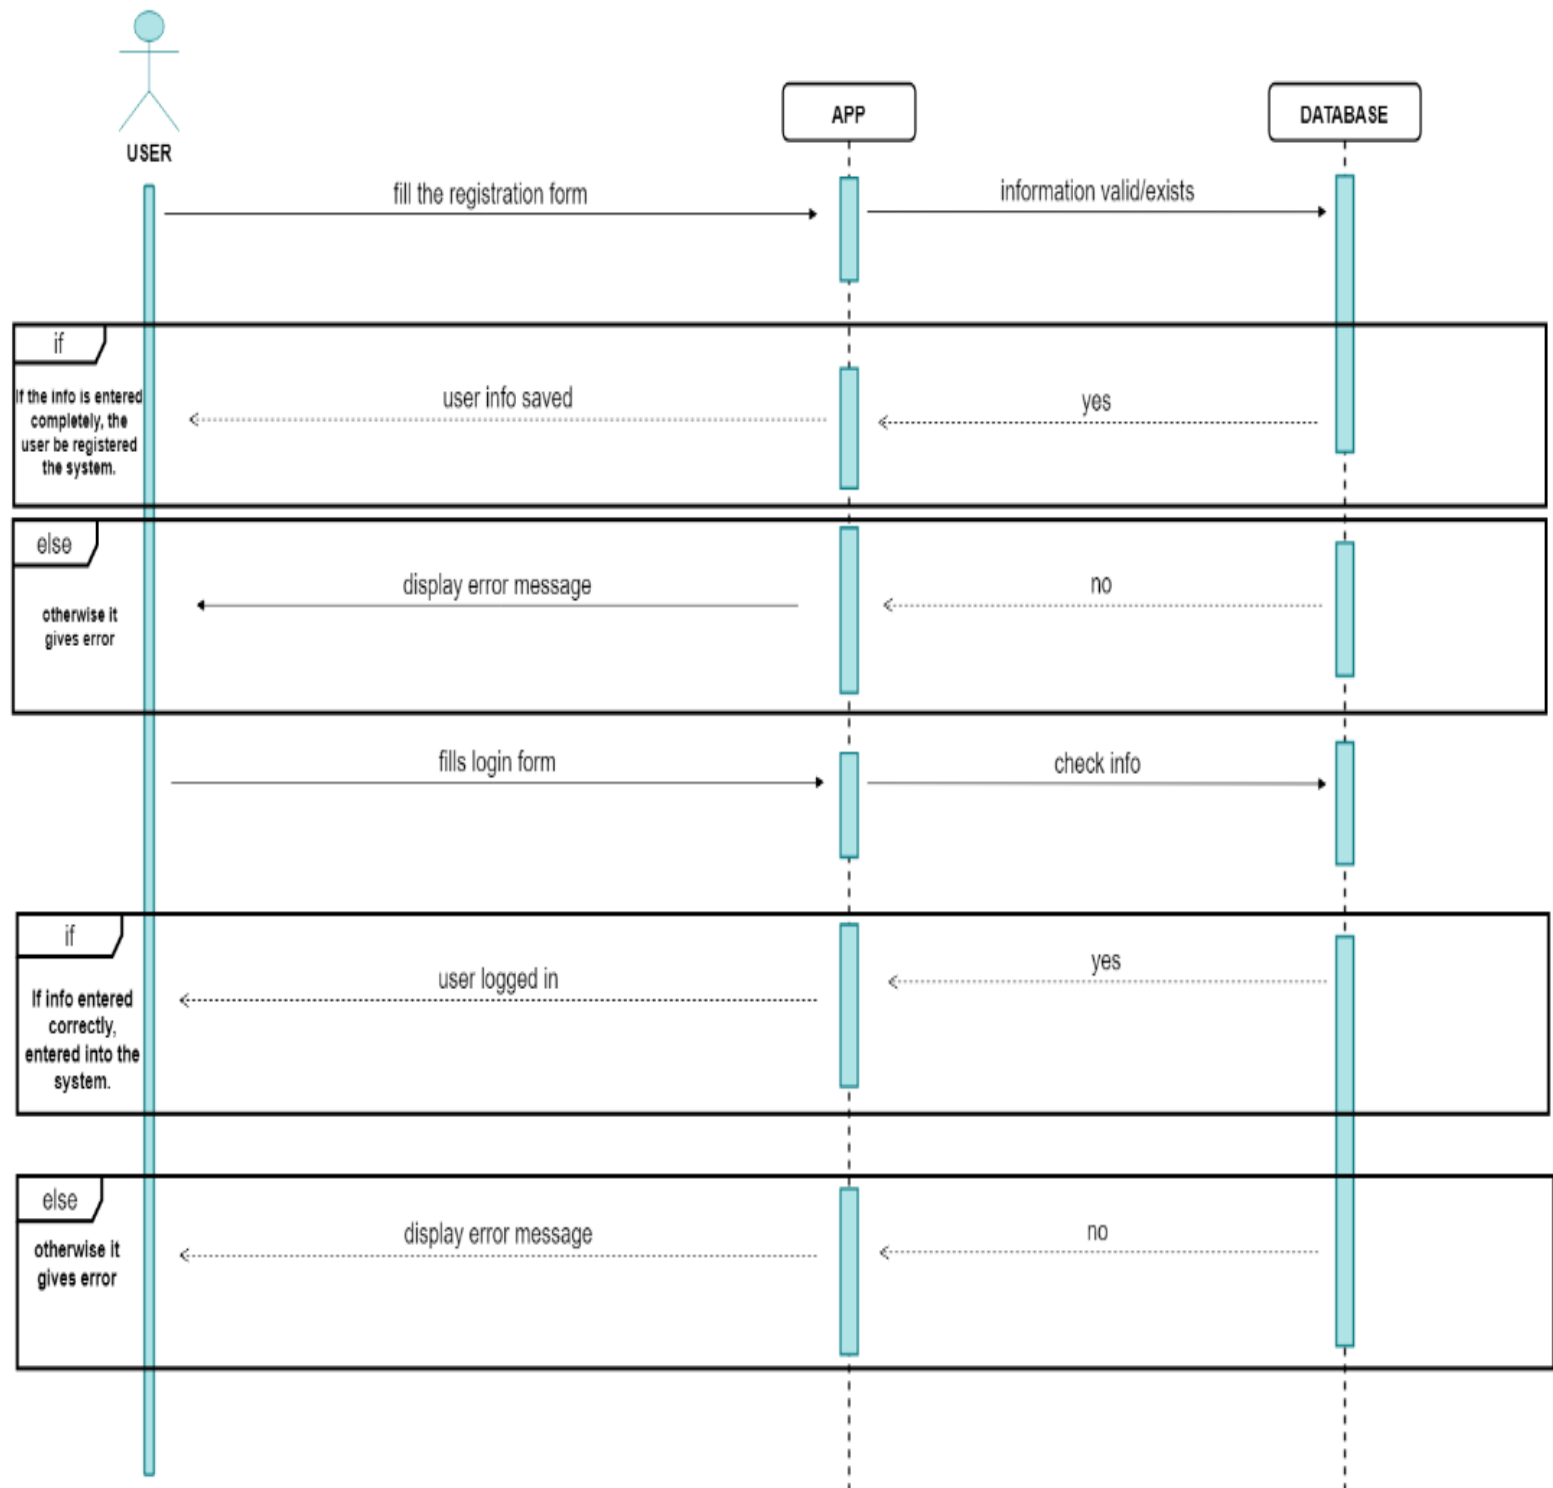 USER
APP
DATABASE
fill the registration form
information valid/exists
if
If the info is entered
completely, the
user be registered
the system.
user info saved
yes
else
otherwise it
gives error
display error message
no
fills login form
check info
if
If info entered
correctly,
entered into the
system.
user logged in
yes
else
otherwise it
gives error
display error message
no